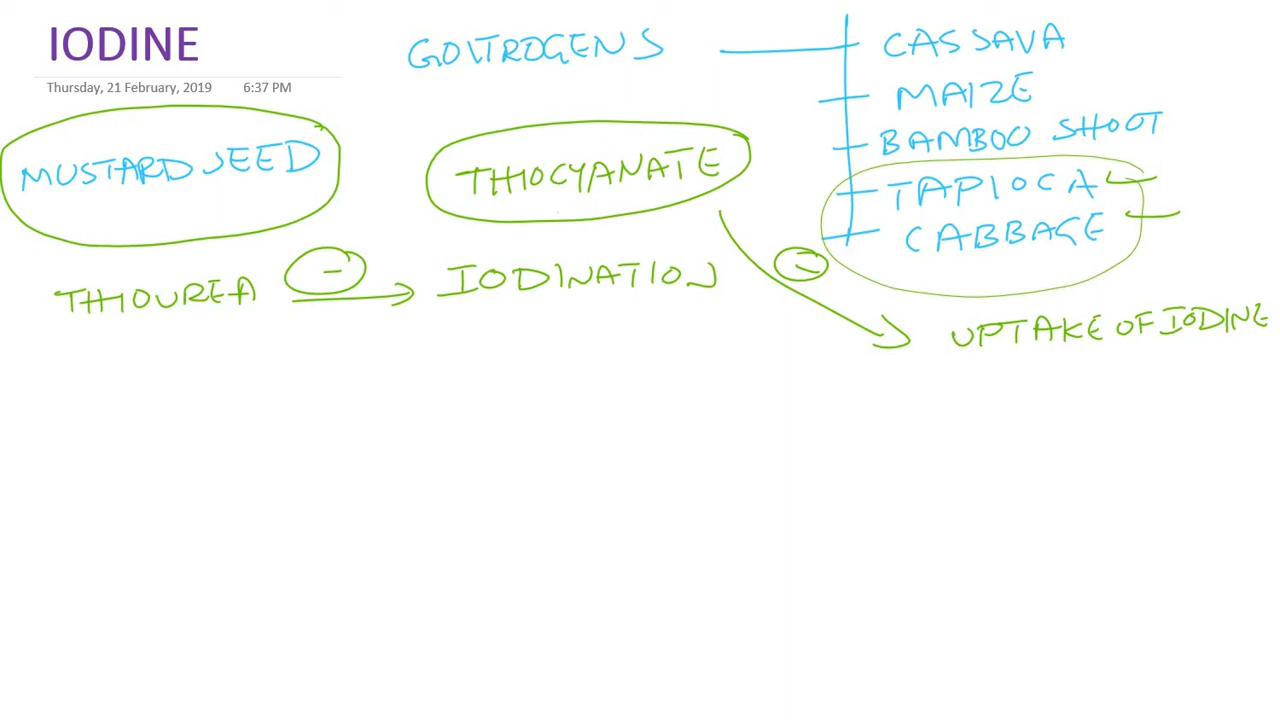 IODINE
Thursday, 21 February, 2019 6:37 PM
GOITROGENS
CASSAVA
MAIZE
BAMBOO SHOOT
TAPIOCA
CABBAGE
MUSTARD SEED
THIOCYANATE
THIOUREA - IODINATION
-
UPTAKE OF IODINE